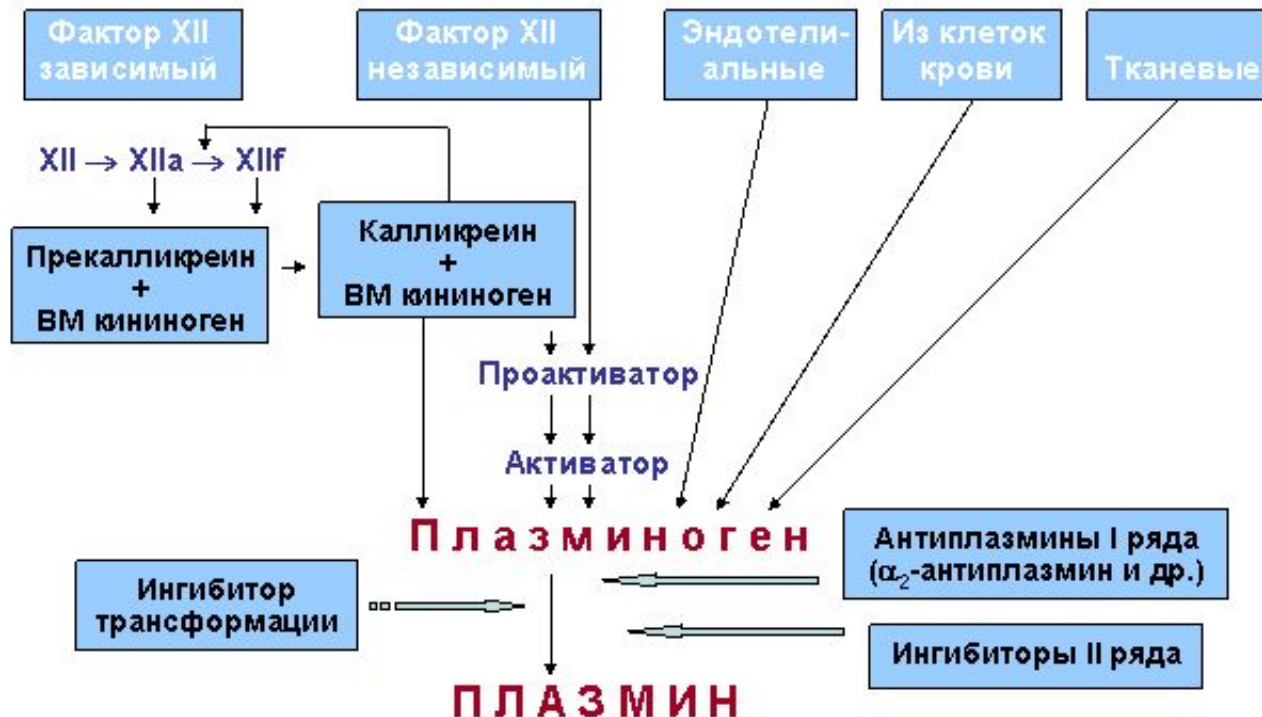 Фактор XII
зависимый
Фактор XII
независимый
Эндотели-
альные
Из клеток
крови
Тканевые
XII → XIIa → XIIf
Прекалликреин
+
ВМ кининоген
Калликреин
+
ВМ кининоген
Проактиватор
Активатор
Плазминоген
Антиплазмины I ряда
(α₂-антиплазмин и др.)
Ингибитор
трансформации
Ингибиторы II ряда
ПЛАЗМИН